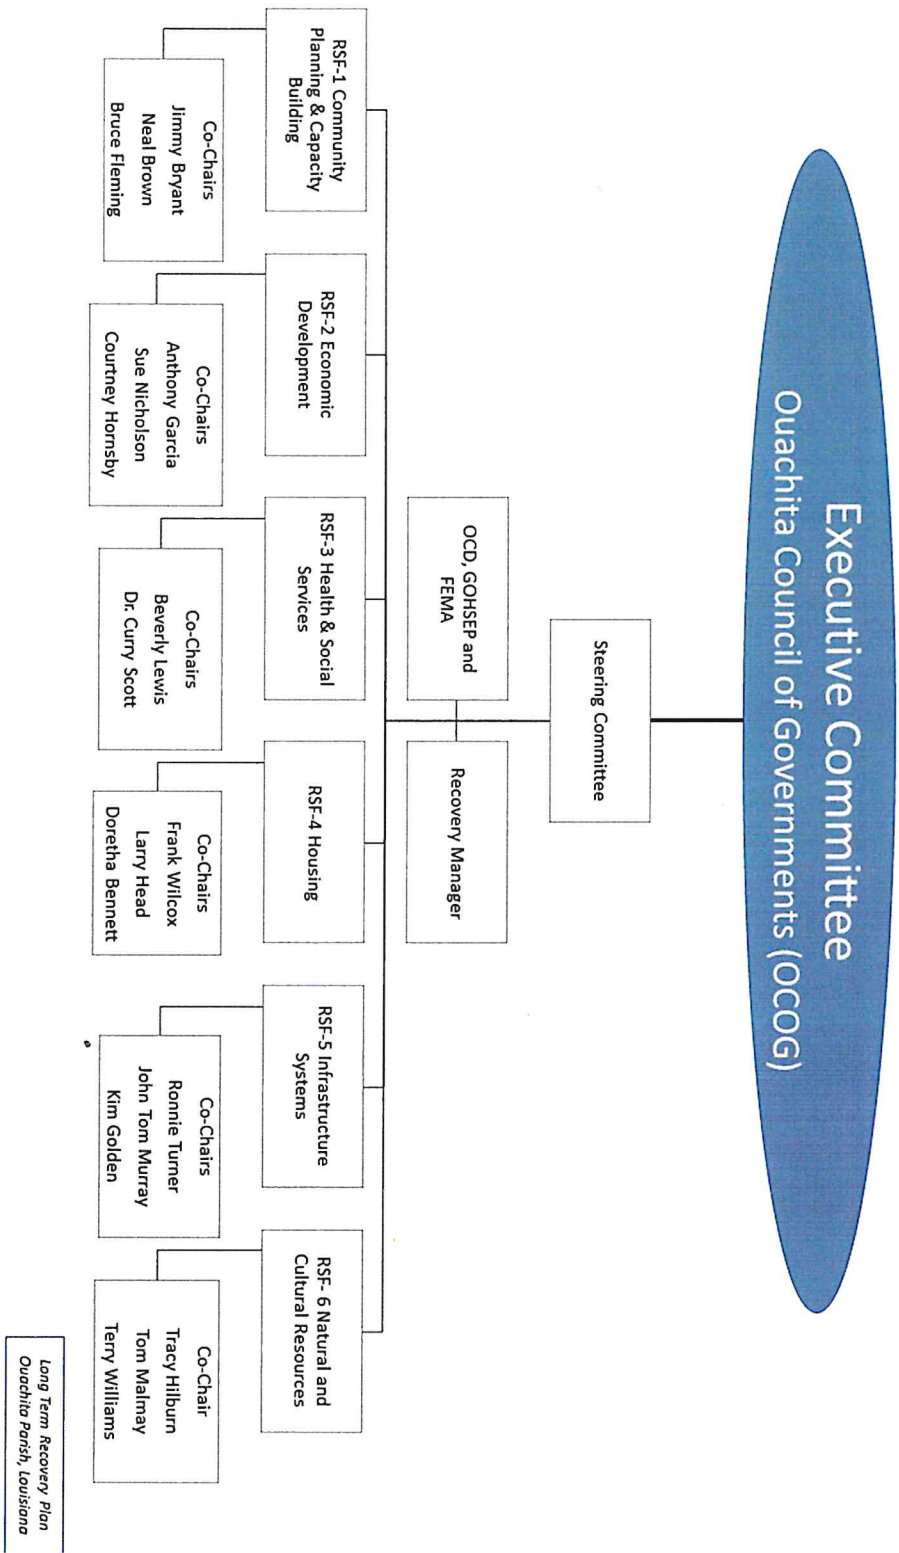 Executive Committee
Ouachita Council of Governments (OCOG)
Steering Committee
OCD, GOHSEP and
FEMA
Recovery Manager
RSF-1 Community
Planning & Capacity
Building
Co-Chairs
Jimmy Bryant
Neal Brown
Bruce Fleming
RSF-2 Economic
Development
Co-Chairs
Anthony Garcia
Sue Nicholson
Courtney Hornsby
RSF-3 Health & Social
Services
Co-Chairs
Beverly Lewis
Dr. Curry Scott
RSF-4 Housing
Co-Chairs
Frank Wilcox
Larry Head
Doretha Bennett
RSF-5 Infrastructure
Systems
Co-Chairs
Ronnie Turner
John Tom Murray
Kim Golden
RSF- 6 Natural and
Cultural Resources
Co-Chair
Tracy Hilburn
Tom Malmay
Terry Williams
Long Term Recovery Plan
Ouachita Parish, Louisiana